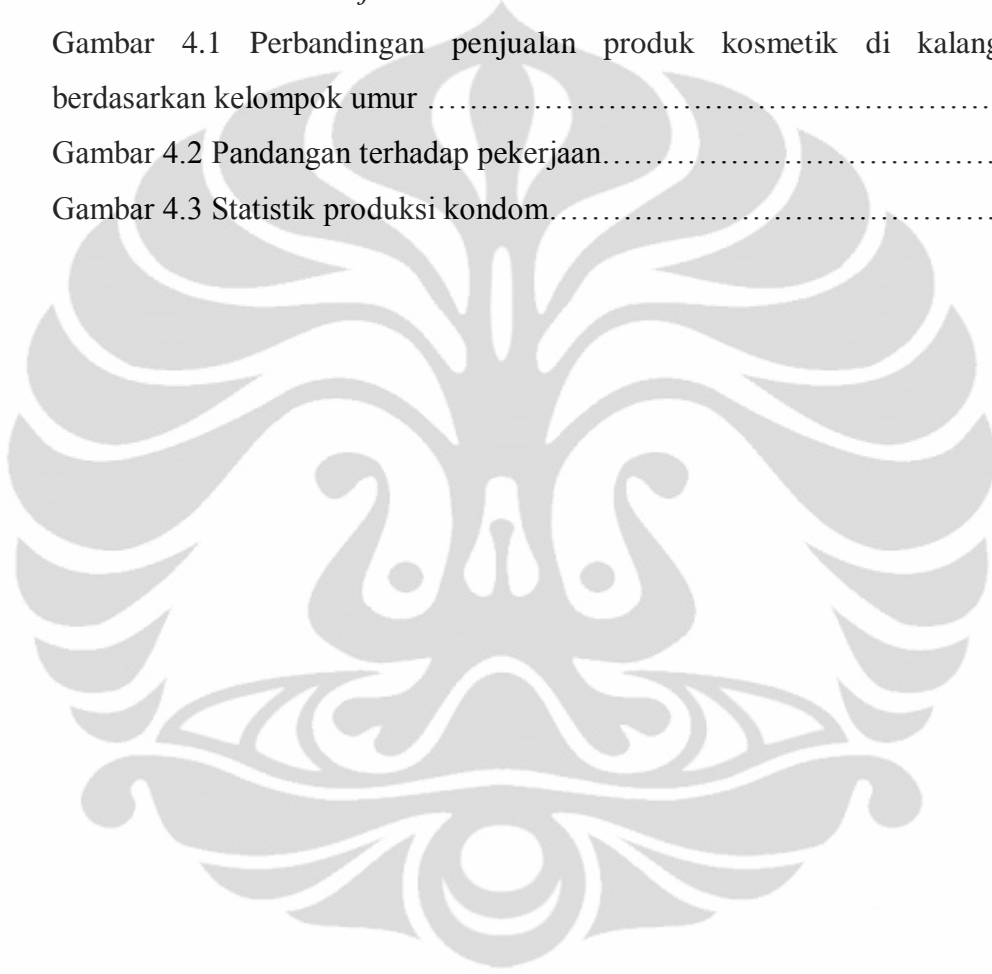 Gambar 4.1 Perbandingan penjualan produk kosmetik di
berdasarkan kelompok umur ……………………………………………
Gambar 4.2 Pandangan terhadap pekerjaan………………………………
Gambar 4.3 Statistik produksi kondom……………………………………